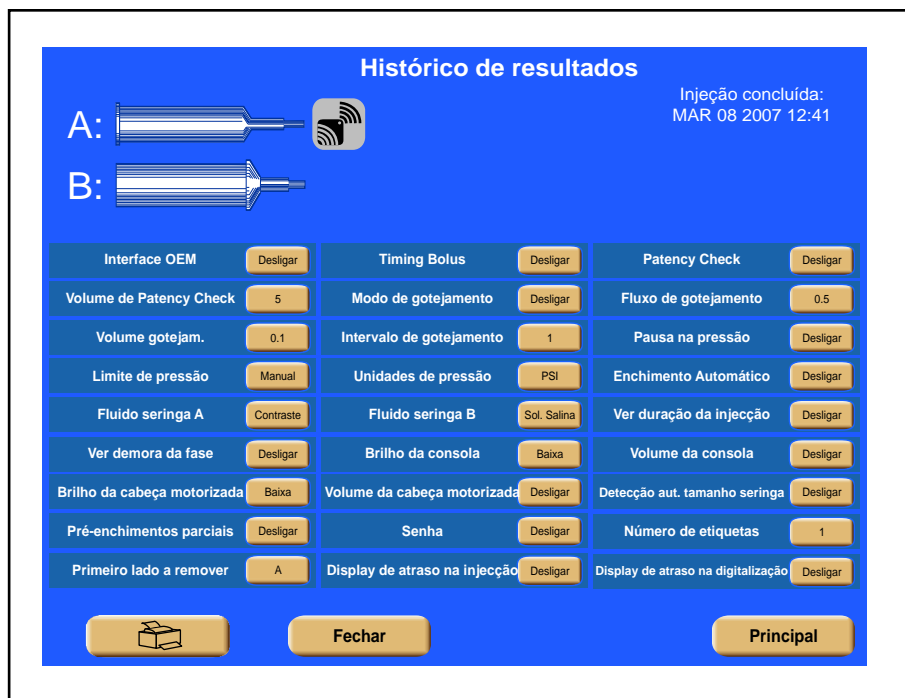 Histórico de resultados
Injeção concluída:
MAR 08 2007 12:41
A:
B:
Interface OEM Desligar Timing Bolus Desligar Patency Check Desligar
Volume de Patency Check 5 Modo de gotejamento Desligar Fluxo de gotejamento 0.5
Volume gotejam. 0.1 Intervalo de gotejamento 1 Pausa na pressão Desligar
Limite de pressão Manual Unidades de pressão PSI Enchimento Automático Desligar
Fluido seringa A Contraste Fluido seringa B Sol. Salina Ver duração da injecção Desligar
Ver demora da fase Desligar Brilho da consola Baixa Volume da consola Desligar
Brilho da cabeça motorizada Baixa Volume da cabeça motorizada Desligar Detecção aut. tamanho seringa Desligar
Pré-enchimentos parciais Desligar Senha Desligar Número de etiquetas 1
Primeiro lado a remover A Display de atraso na injecção Desligar Display de atraso na digitalização Desligar
Fechar Principal